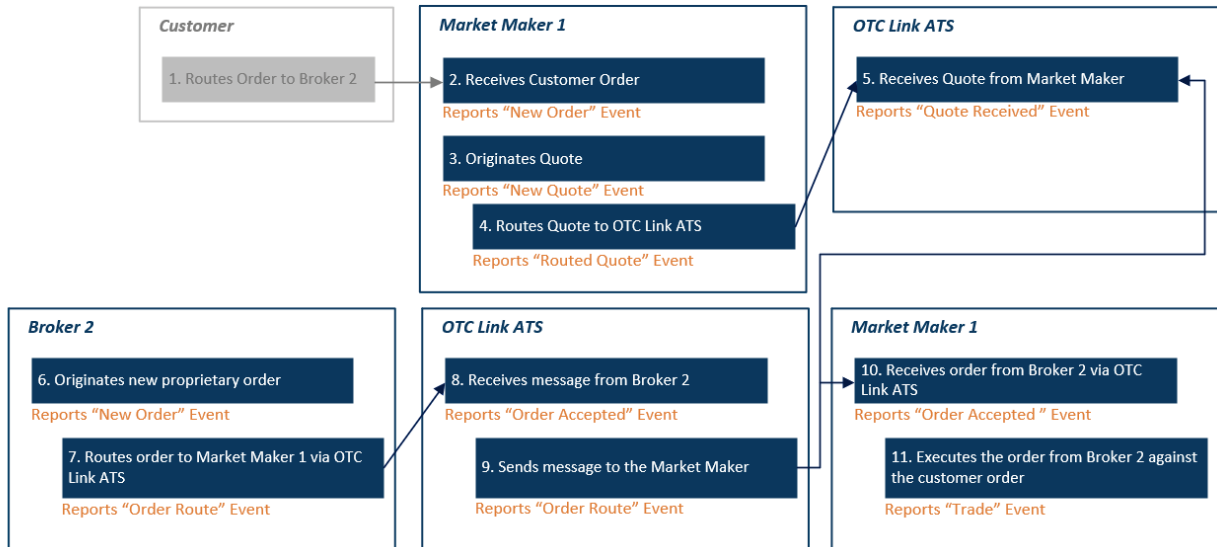 Customer
1. Routes Order to Broker 2
Market Maker 1
2. Receives Customer Order
Reports “New Order” Event
3. Originates Quote
Reports “New Quote” Event
4. Routes Quote to OTC Link ATS
Reports “Routed Quote” Event
OTC Link ATS
5. Receives Quote from Market Maker
Reports “Quote Received” Event
Broker 2
6. Originates new proprietary order
Reports “New Order” Event
7. Routes order to Market Maker 1 via OTC
Link ATS
Reports “Order Route” Event
OTC Link ATS
8. Receives message from Broker 2
Reports “Order Accepted” Event
9. Sends message to the Market Maker
Reports “Order Route” Event
Market Maker 1
10. Receives order from Broker 2 via OTC
Link ATS
Reports “Order Accepted ” Event
11. Executes the order from Broker 2 against
the customer order
Reports “Trade” Event